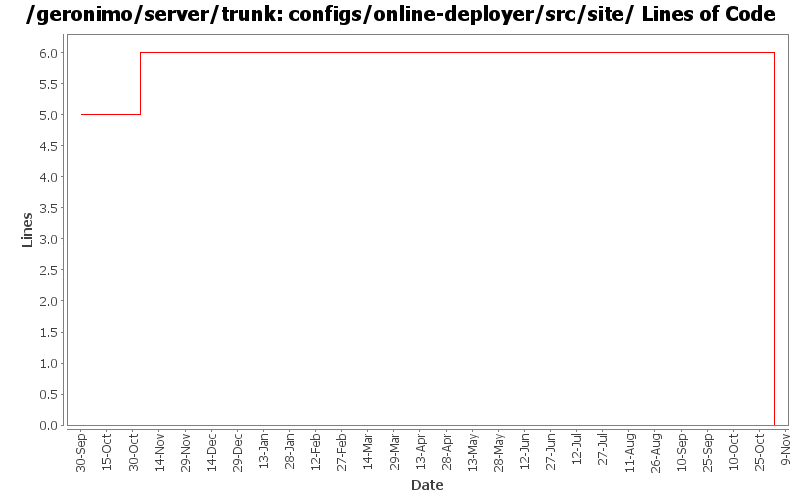 /geronimo/server/trunk: configs/online-deployer/src/site/ Lines of Code
6.0
5.5
5.0
4.5
4.0
3.5
3.0
2.5
2.0
1.5
1.0
0.5
0.0
Lines
30-Sep
15-Oct
30-Oct
14-Nov
29-Nov
14-Dec
29-Dec
13-Jan
28-Jan
12-Feb
27-Feb
14-Mar
29-Mar
13-Apr
28-Apr
13-May
28-May
12-Jun
27-Jun
12-Jul
27-Jul
11-Aug
26-Aug
10-Sep
25-Sep
10-Oct
25-Oct
9-Nov
Date